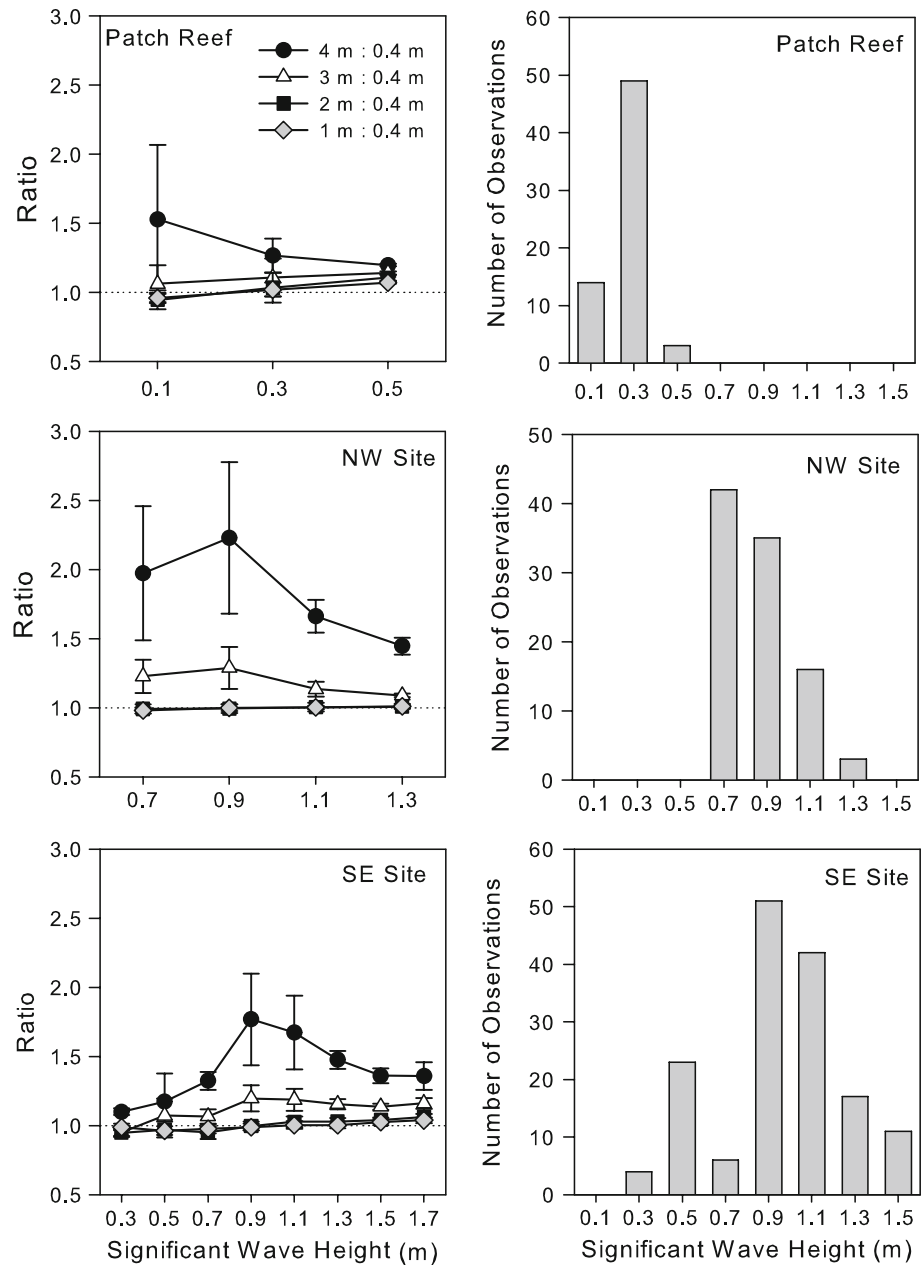 Patch Reef
4 m : 0.4 m
3 m : 0.4 m
2 m : 0.4 m
1 m : 0.4 m
Ratio
3.0
2.5
2.0
1.5
1.0
0.5
0.1 0.3 0.5
Patch Reef
Number of Observations
60
50
40
30
20
10
0
0.1 0.3 0.5 0.7 0.9 1.1 1.3 1.5
NW Site
Ratio
3.0
2.5
2.0
1.5
1.0
0.5
0.7 0.9 1.1 1.3
NW Site
Number of Observations
50
40
30
20
10
0
0.1 0.3 0.5 0.7 0.9 1.1 1.3 1.5
SE Site
Ratio
3.0
2.5
2.0
1.5
1.0
0.5
0.3 0.5 0.7 0.9 1.1 1.3 1.5 1.7
Significant Wave Height (m)
SE Site
Number of Observations
60
50
40
30
20
10
0
0.1 0.3 0.5 0.7 0.9 1.1 1.3 1.5
Significant Wave Height (m)